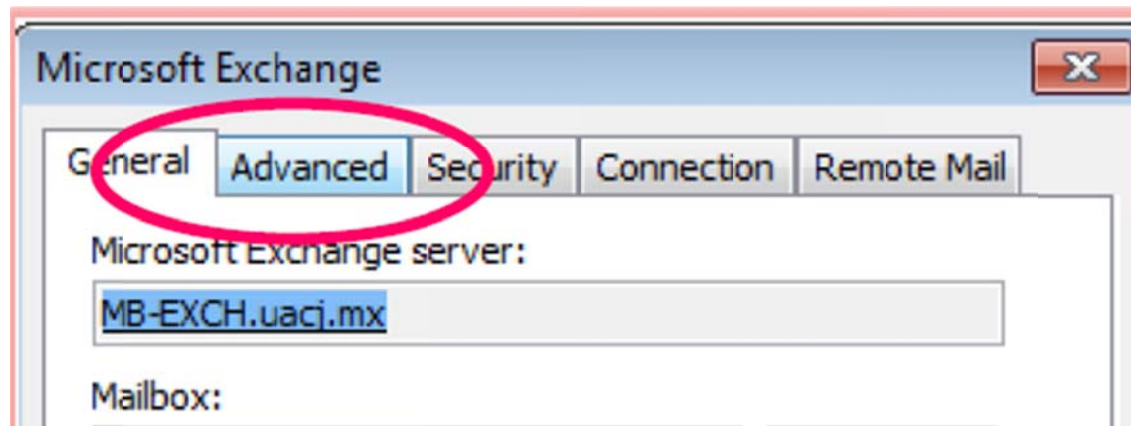 Microsoft Exchange
General Advanced Security Connection Remote Mail
Microsoft Exchange server:
MB-EXCH.uacj.mx
Mailbox: